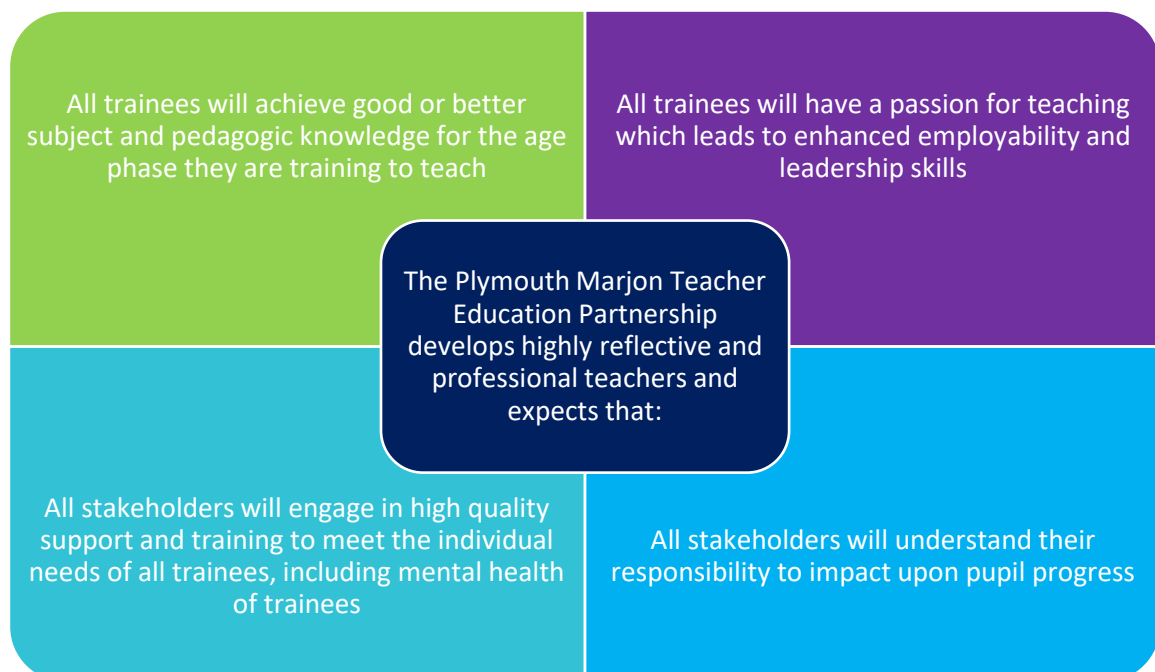 All trainees will achieve good or better
subject and pedagogic knowledge for the age
phase they are training to teach
All trainees will have a passion for teaching
which leads to enhanced employability and
leadership skills
The Plymouth Marjon Teacher
Education Partnership
develops highly reflective and
professional teachers and
expects that:
All stakeholders will engage in high quality
support and training to meet the individual
needs of all trainees, including mental health
of trainees
All stakeholders will understand their
responsibility to impact upon pupil progress